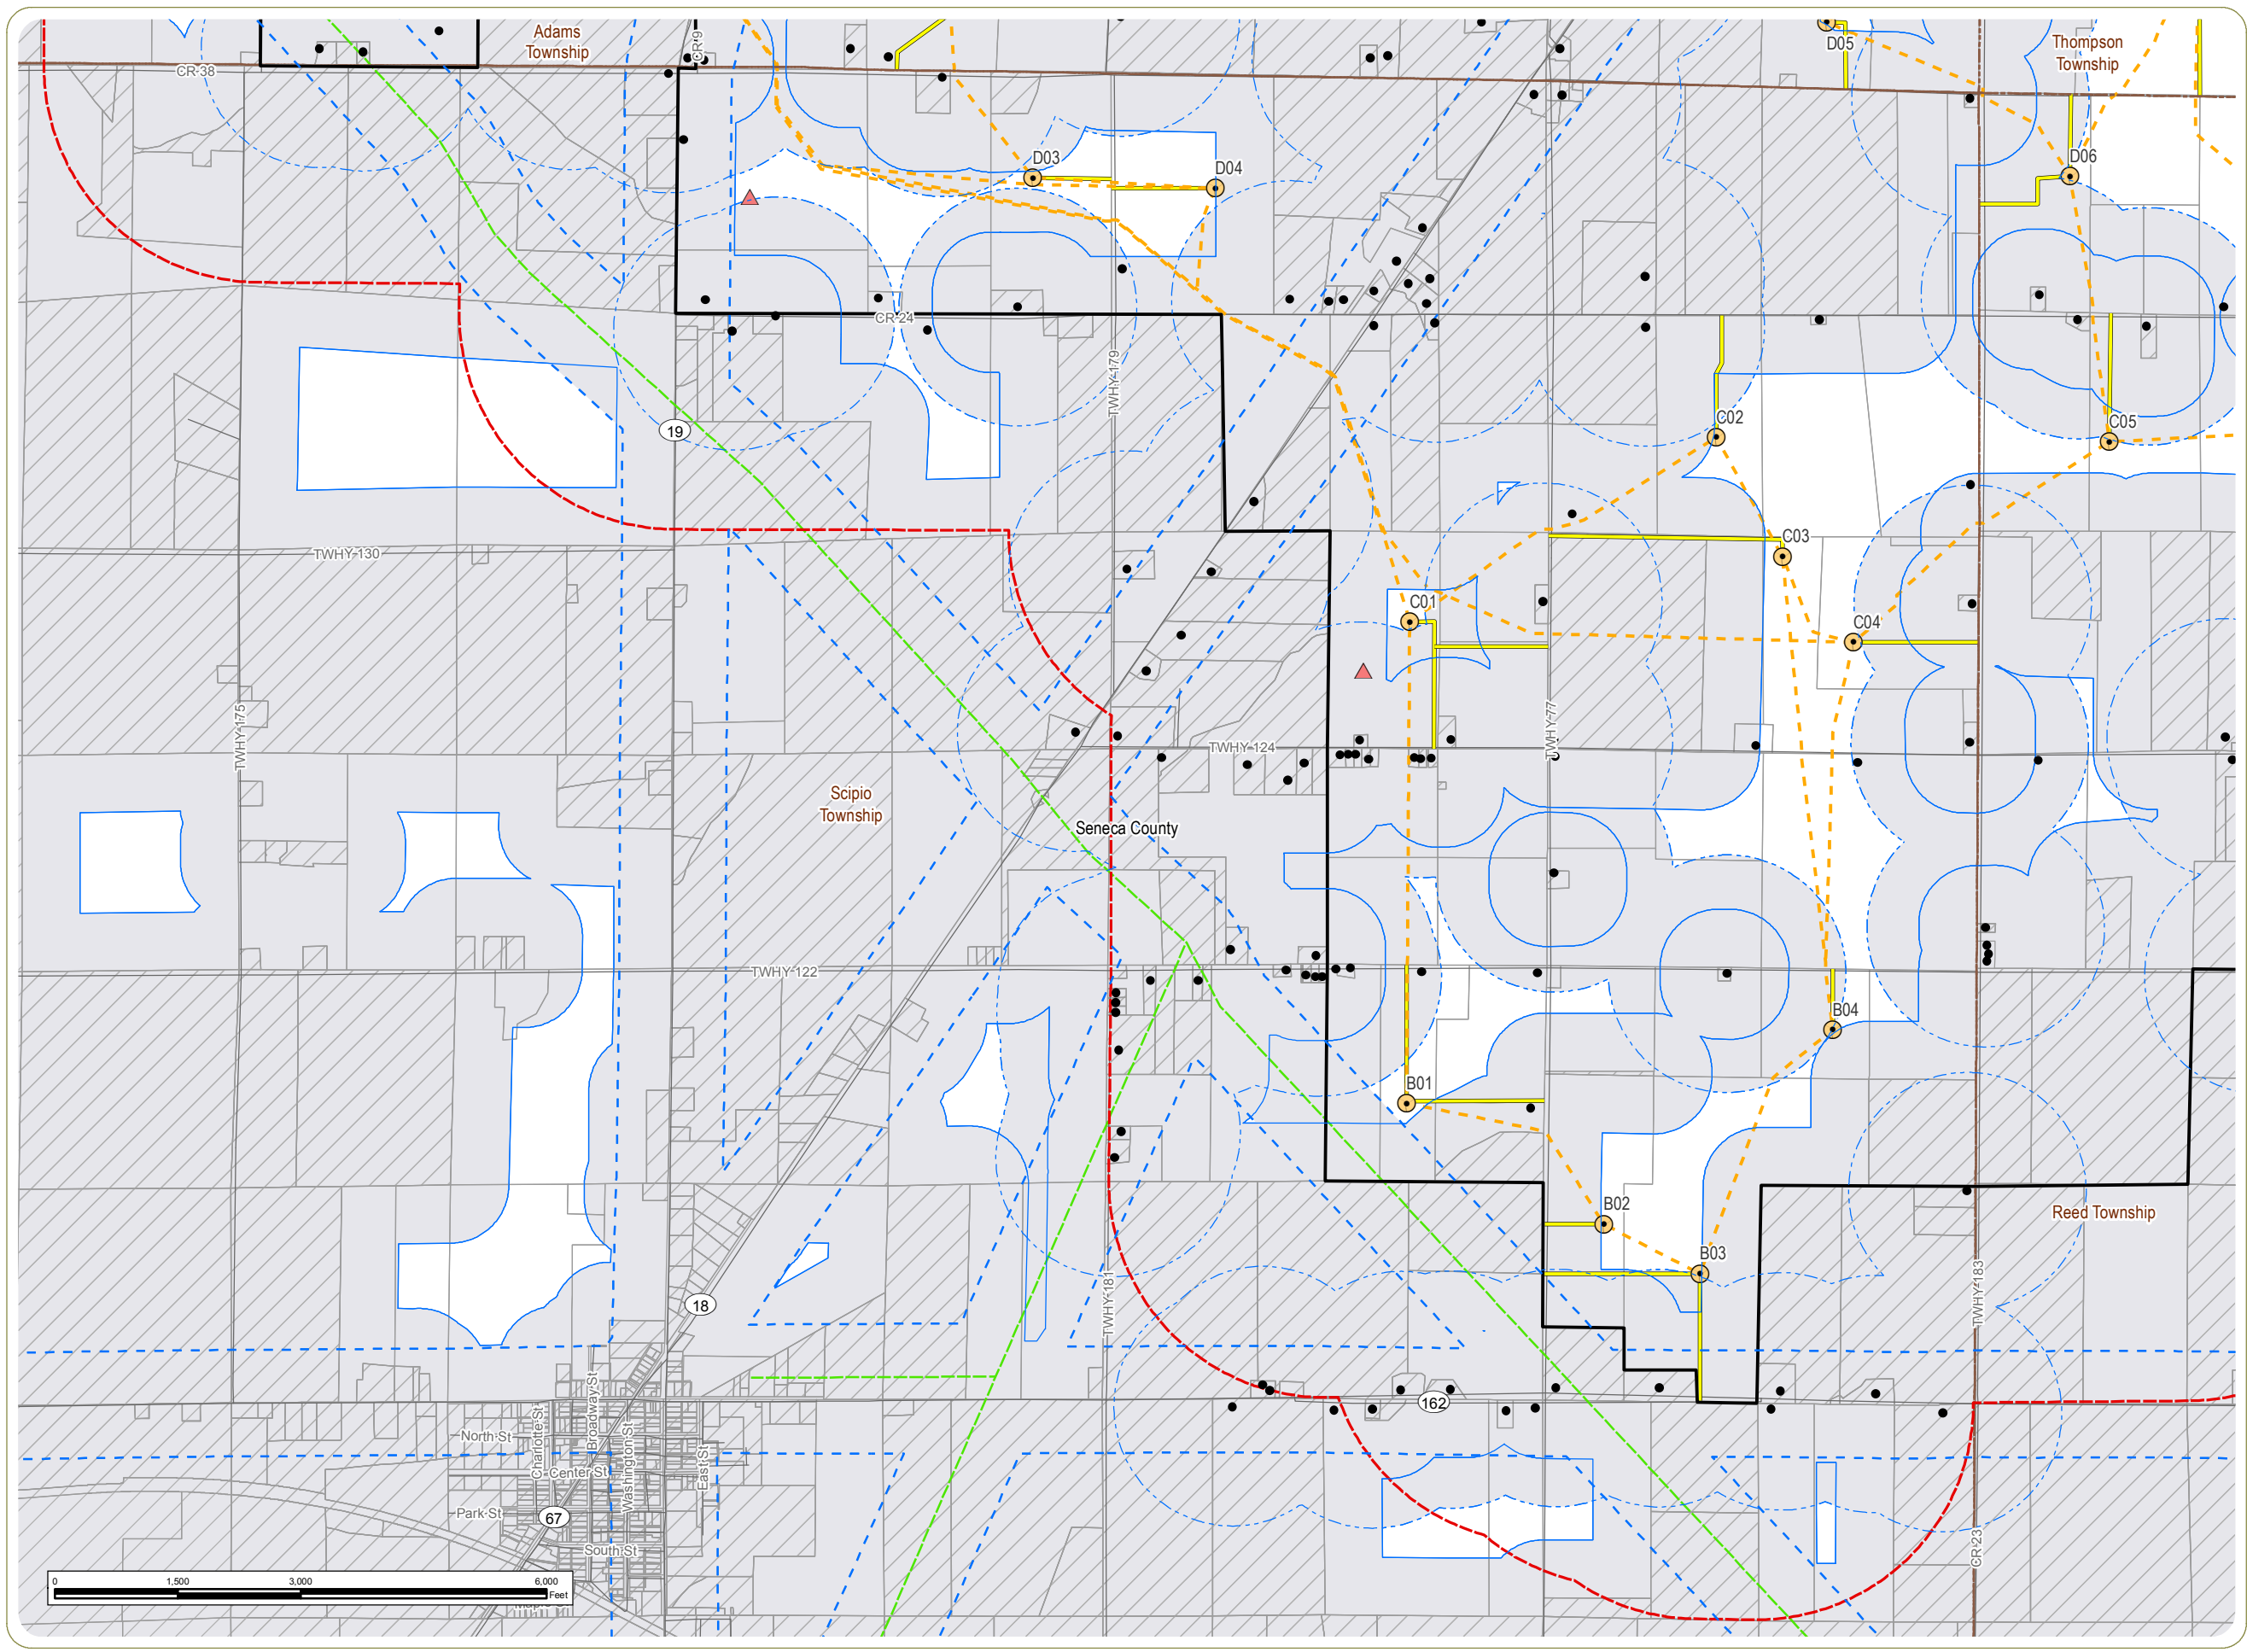 Adams
Township
CR 9
D05
Thompson
Township
CR-38
D03
D04
D06
CR-24
TWHY-179
19
C02
C05
TWHY-130
C03
C01
C04
TWHY-175
TWHY-77
TWHY-124
Scipio
Township
Seneca County
TWHY-122
B04
B01
B02
Reed Township
B03
TWHY-181
TWHY-183
18
162
Charlotte-St
Broadway-St
Washington-St
East-St
North-St
Center-St
Park-St
67
South-St
CR-23
0
1,500
3,000
6,000
Feet